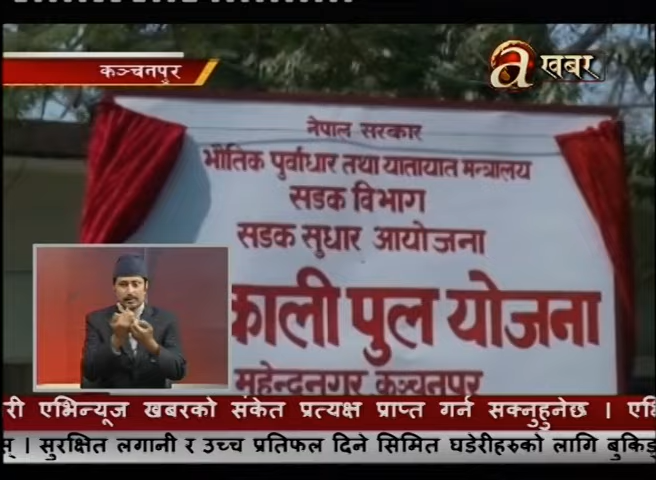 कञ्चनपुर
a खबर
नेपाल सरकार
भौतिक पुर्वाधार तथा यातायात मन्त्रालय
सडक विभाग
सडक सुधार आयोजना
काली पुल योजना
महेन्द्रनगर, कञ्चनपुर
री एभिन्यूज खबरको संकेत प्रत्यक्ष प्राप्त गर्न सक्नुहुनेछ ।
। सुरक्षित लगानी र उच्च प्रतिफल दिने सिमित घडेरीहरुको लागि